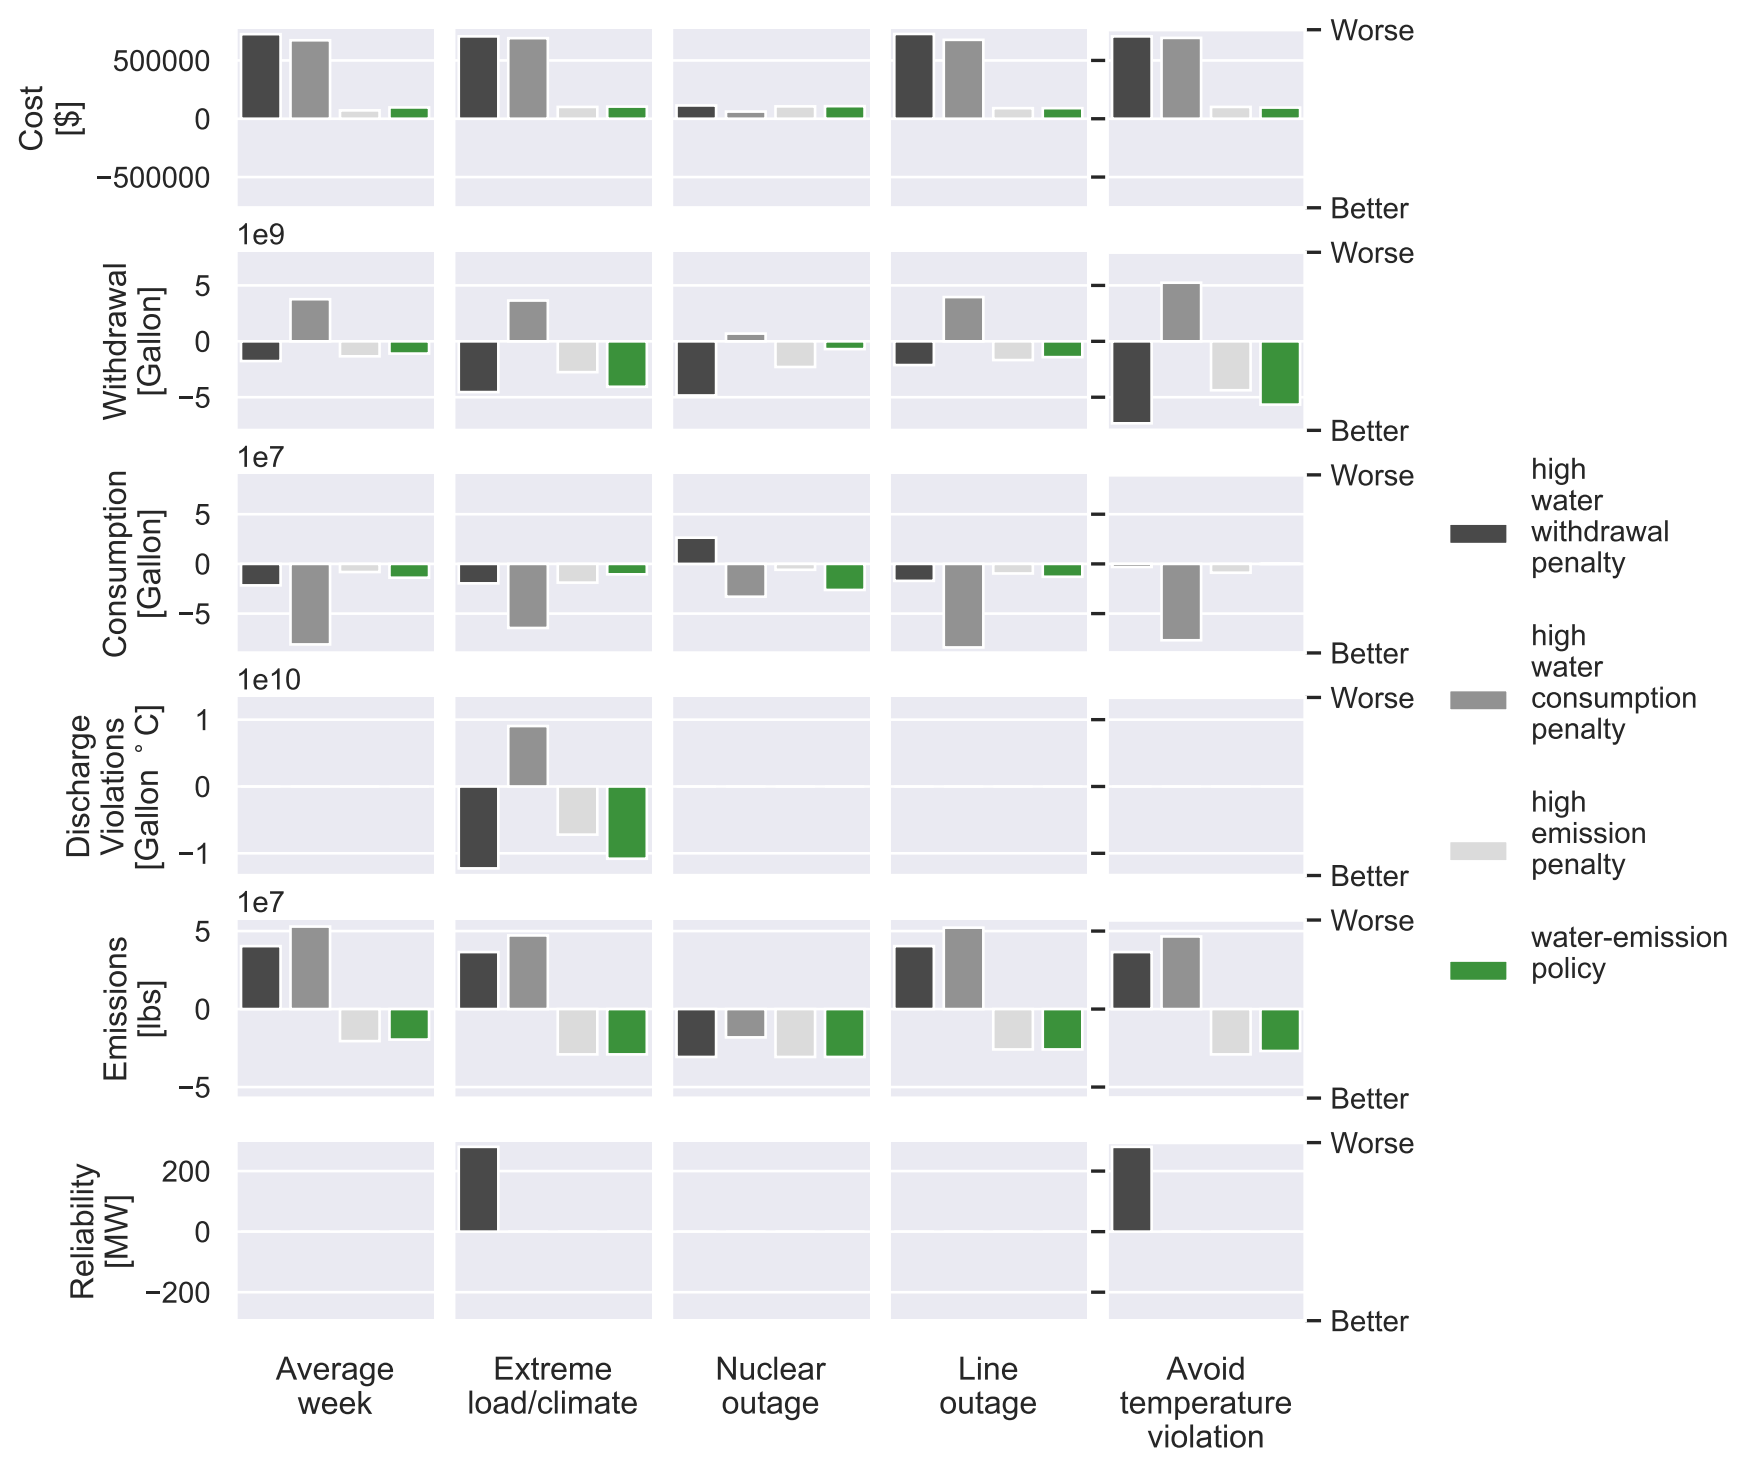 Cost
[$]
500000
0
−500000
Worse
Better
1e9
Withdrawal
[Gallon]
5
0
−5
Worse
Better
1e7
Consumption
[Gallon]
5
0
−5
Worse
Better
1e10
Discharge
Violations
[Gallon °C]
1
0
−1
Worse
Better
1e7
Emissions
[lbs]
5
0
−5
Worse
Better
Reliability
[MW]
200
0
−200
Worse
Better
Average
week
Extreme
load/climate
Nuclear
outage
Line
outage
Avoid
temperature
violation
high
water
withdrawal
penalty
high
water
consumption
penalty
high
emission
penalty
water-emission
policy